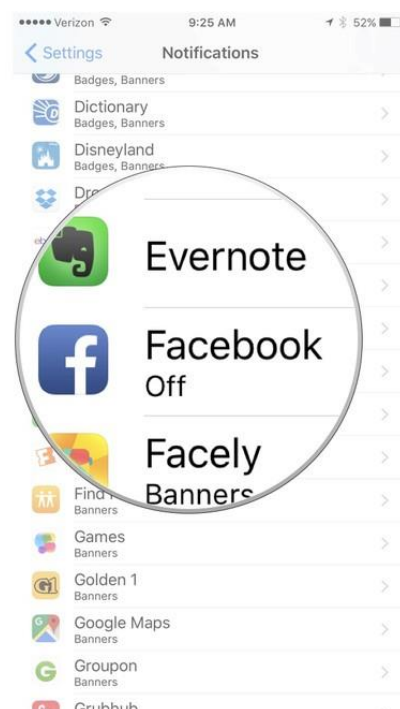 Verizon 9:25 AM 52%
Settings Notifications
Badges, Banners
Dictionary
Badges, Banners
Disneyland
Badges, Banners
Evernote
Facebook
Off
Facely
Banners
Find
Banners
Games
Banners
Golden 1
Banners
Google Maps
Banners
Groupon
Banners
Grubhub